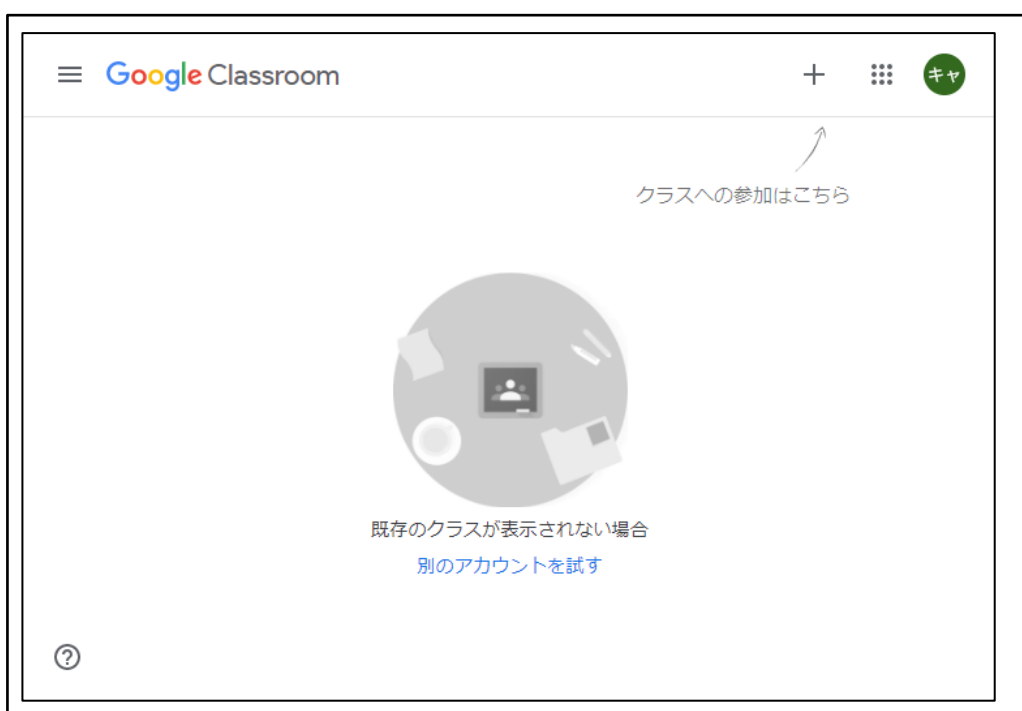 Google Classroom
キャ
クラスへの参加はこちら
既存のクラスが表示されない場合
別のアカウントを試す